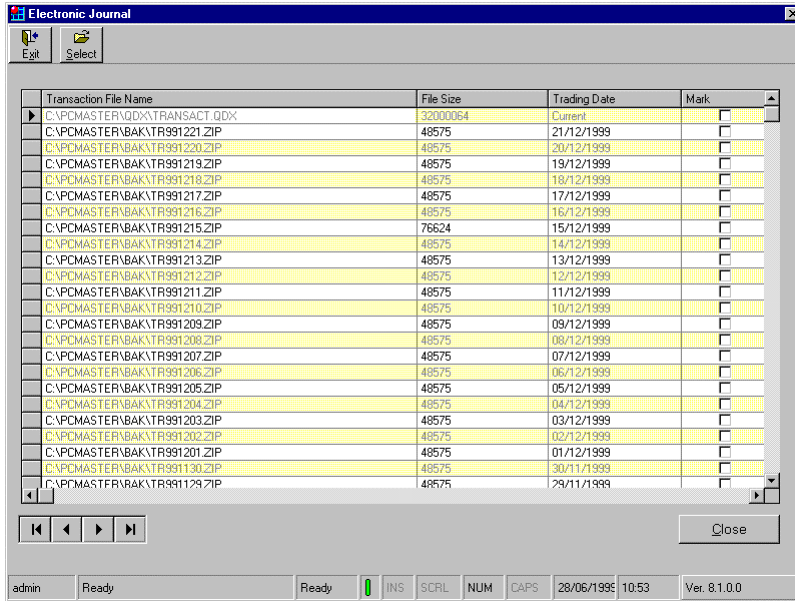 Electronic Journal
Exit Select
Transaction File Name File Size Trading Date Mark
C:\PCMASTER\QDX\TRANSACT.QDX 32000064 Current
C:\PCMASTER\BAK\TR991221.ZIP 48575 21/12/1999
C:\PCMASTER\BAK\TR991220.ZIP 48575 20/12/1999
C:\PCMASTER\BAK\TR991219.ZIP 48575 19/12/1999
C:\PCMASTER\BAK\TR991218.ZIP 48575 18/12/1999
C:\PCMASTER\BAK\TR991217.ZIP 48575 17/12/1999
C:\PCMASTER\BAK\TR991216.ZIP 48575 16/12/1999
C:\PCMASTER\BAK\TR991215.ZIP 76624 15/12/1999
C:\PCMASTER\BAK\TR991214.ZIP 48575 14/12/1999
C:\PCMASTER\BAK\TR991213.ZIP 48575 13/12/1999
C:\PCMASTER\BAK\TR991212.ZIP 48575 12/12/1999
C:\PCMASTER\BAK\TR991211.ZIP 48575 11/12/1999
C:\PCMASTER\BAK\TR991210.ZIP 48575 10/12/1999
C:\PCMASTER\BAK\TR991209.ZIP 48575 09/12/1999
C:\PCMASTER\BAK\TR991208.ZIP 48575 08/12/1999
C:\PCMASTER\BAK\TR991207.ZIP 48575 07/12/1999
C:\PCMASTER\BAK\TR991206.ZIP 48575 06/12/1999
C:\PCMASTER\BAK\TR991205.ZIP 48575 05/12/1999
C:\PCMASTER\BAK\TR991204.ZIP 48575 04/12/1999
C:\PCMASTER\BAK\TR991203.ZIP 48575 03/12/1999
C:\PCMASTER\BAK\TR991202.ZIP 48575 02/12/1999
C:\PCMASTER\BAK\TR991201.ZIP 48575 01/12/1999
C:\PCMASTER\BAK\TR991130.ZIP 48575 30/11/1999
C:\PCMASTER\BAK\TR991129.ZIP 48575 29/11/1999
Close
admin Ready Ready INS SCRL NUM CAPS 28/06/1999 10:53 Ver. 8.1.0.0